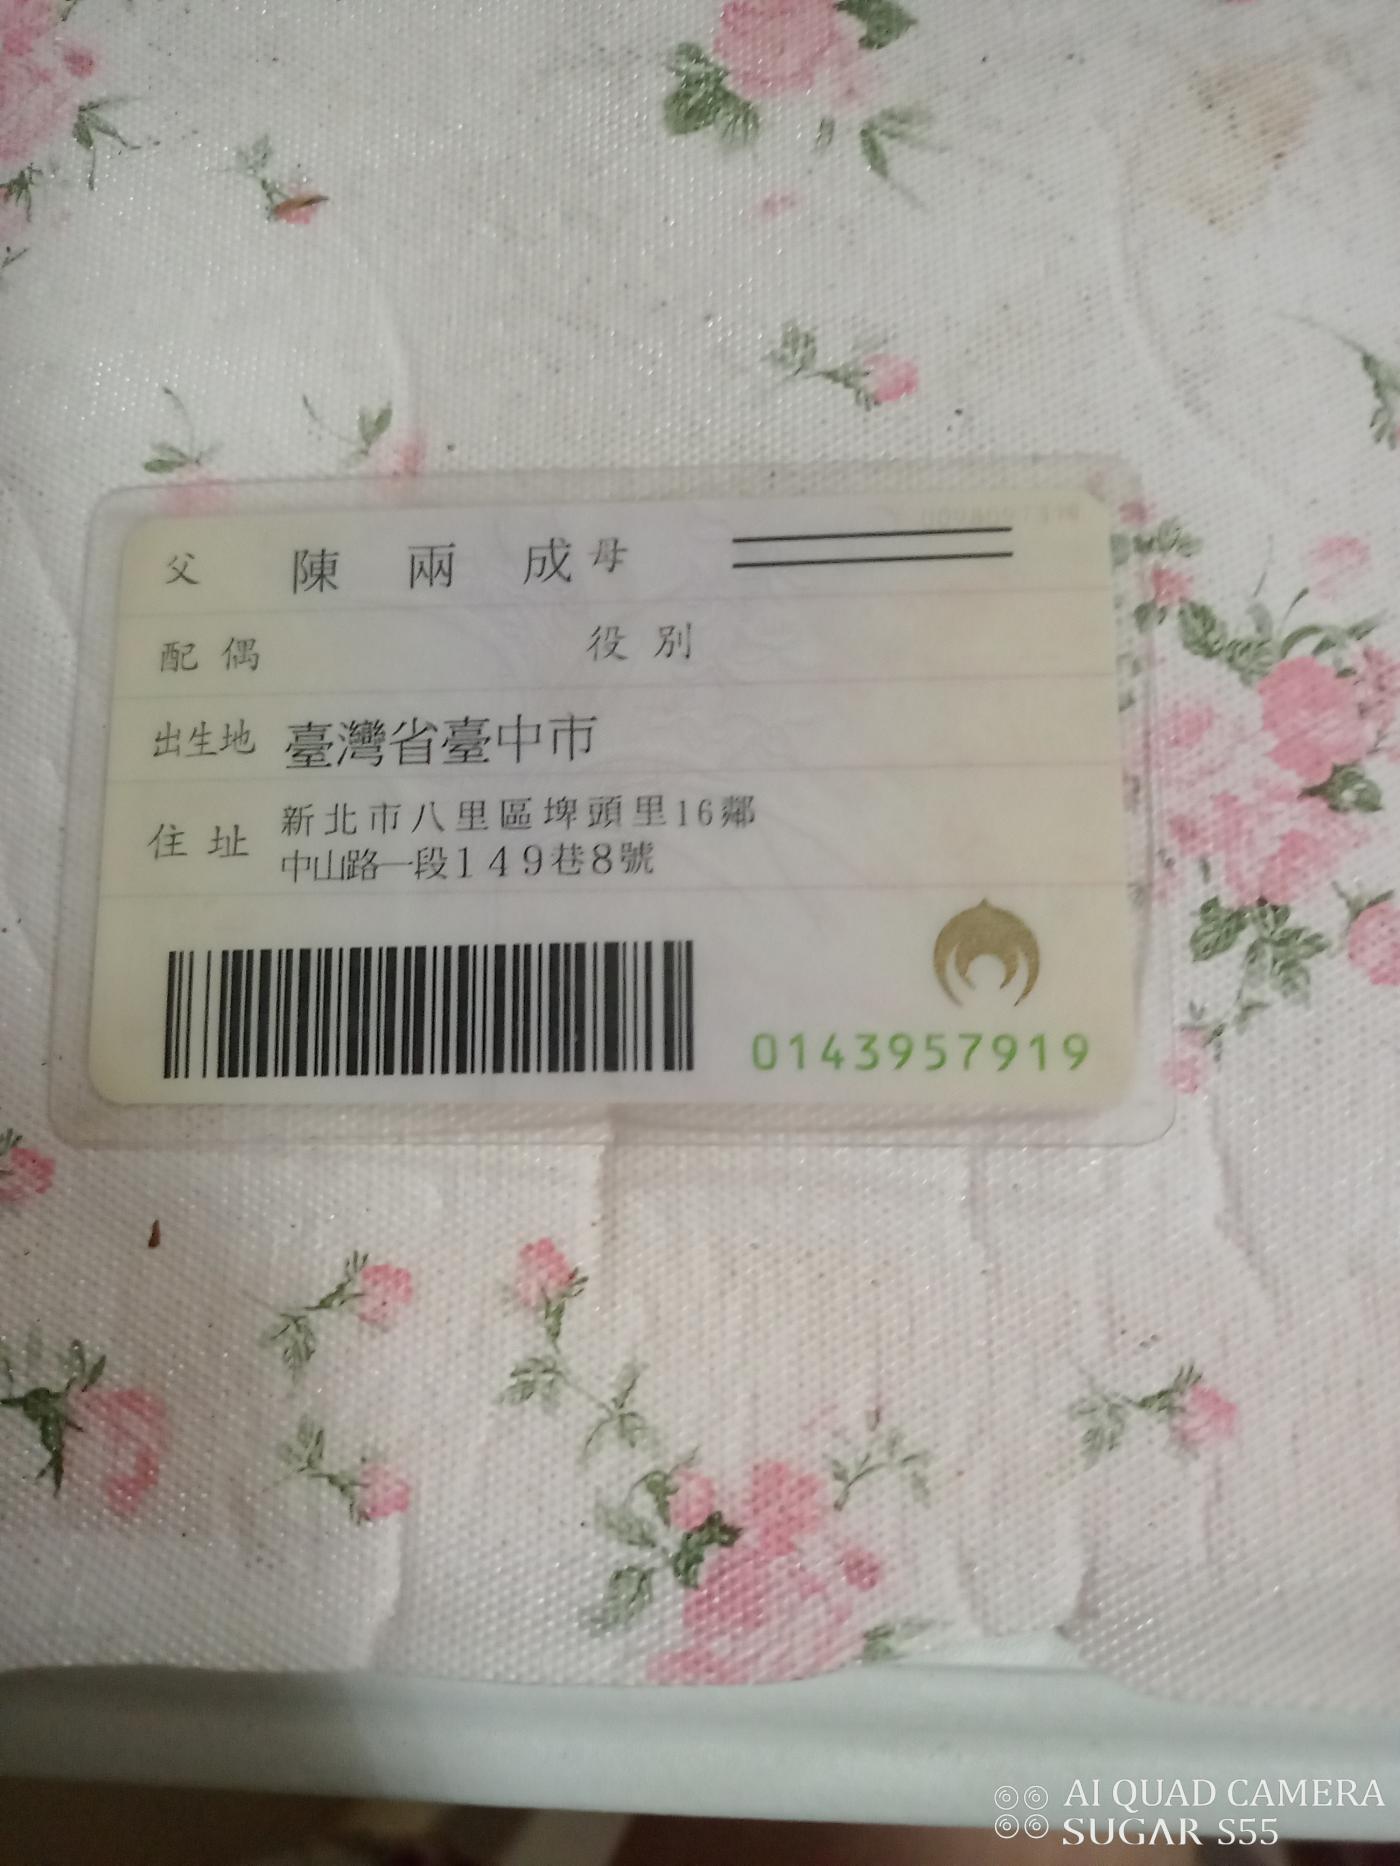 父 陳兩成 母
配偶 役別
出生地 臺灣省臺中市
住址 新北市八里區埤頭里16鄰
中山路一段149巷8號
0143957919
AI QUAD CAMERA
SUGAR S55